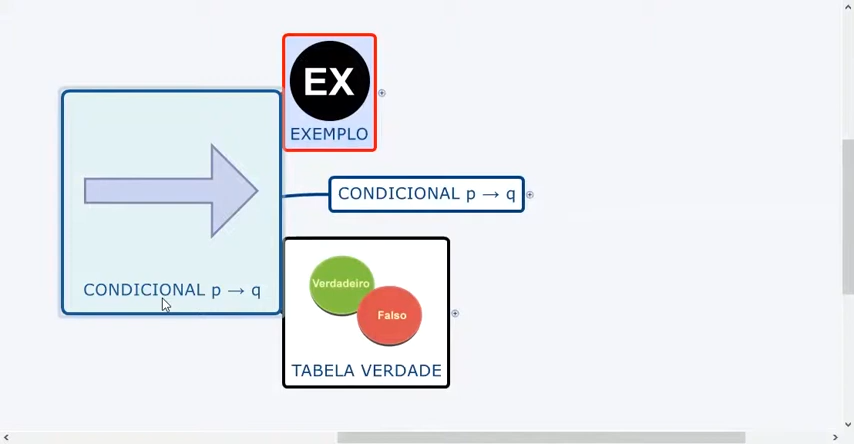 EX
EXEMPLO
CONDICIONAL p → q
CONDICIONAL p → q
Verdadeiro
Falso
TABELA VERDADE